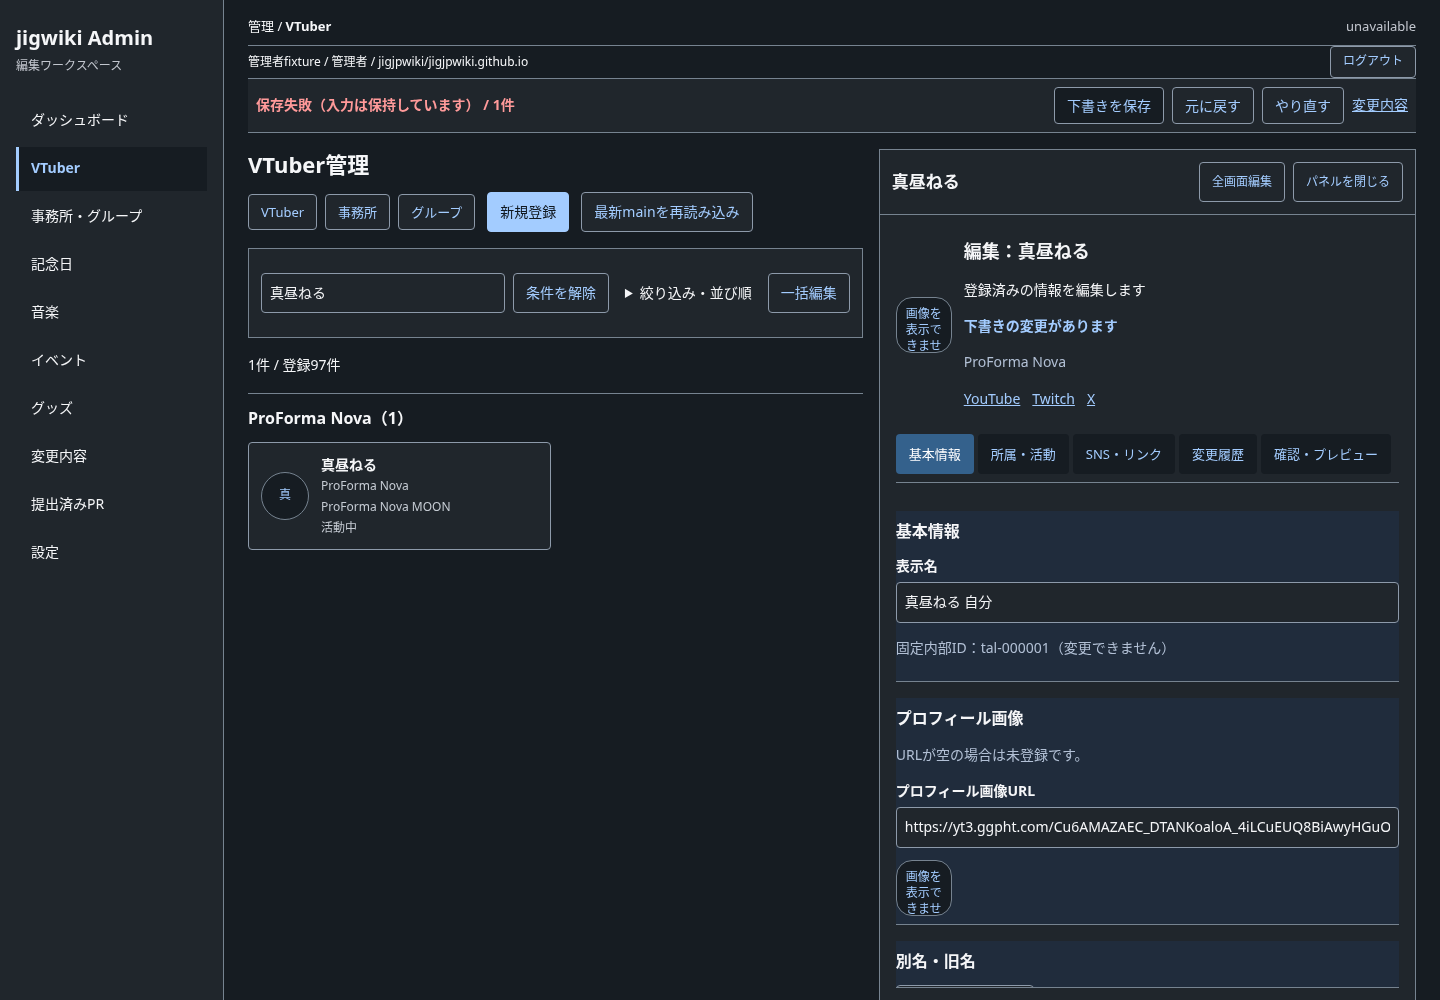 jigwiki Admin
編集ワークスペース
ダッシュボード
VTuber
事務所・グループ
記念日
音楽
イベント
グッズ
変更内容
提出済みPR
設定
管理 / VTuber
unavailable
管理者fixture / 管理者 / jigjpwiki/jigjpwiki.github.io
ログアウト
保存失敗（入力は保持しています） / 1件
下書きを保存
元に戻す
やり直す
変更内容
VTuber管理
VTuber
事務所
グループ
新規登録
最新mainを再読み込み
真昼ねる
条件を解除
▶ 絞り込み・並び順
一括編集
1件 / 登録97件
ProForma Nova（1）
真
真昼ねる
ProForma Nova
ProForma Nova MOON
活動中
真昼ねる
全画面編集
パネルを閉じる
画像を
表示で
きませ
編集：真昼ねる
登録済みの情報を編集します
下書きの変更があります
ProForma Nova
YouTube Twitch X
基本情報
所属・活動
SNS・リンク
変更履歴
確認・プレビュー
基本情報
表示名
真昼ねる 自分
固定内部ID：tal-000001（変更できません）
プロフィール画像
URLが空の場合は未登録です。
プロフィール画像URL
https://yt3.ggpht.com/Cu6AMAZAEC_DTANKoaloA_4iLCuEUQ8BiAwyHGuO
画像を
表示で
きませ
別名・旧名